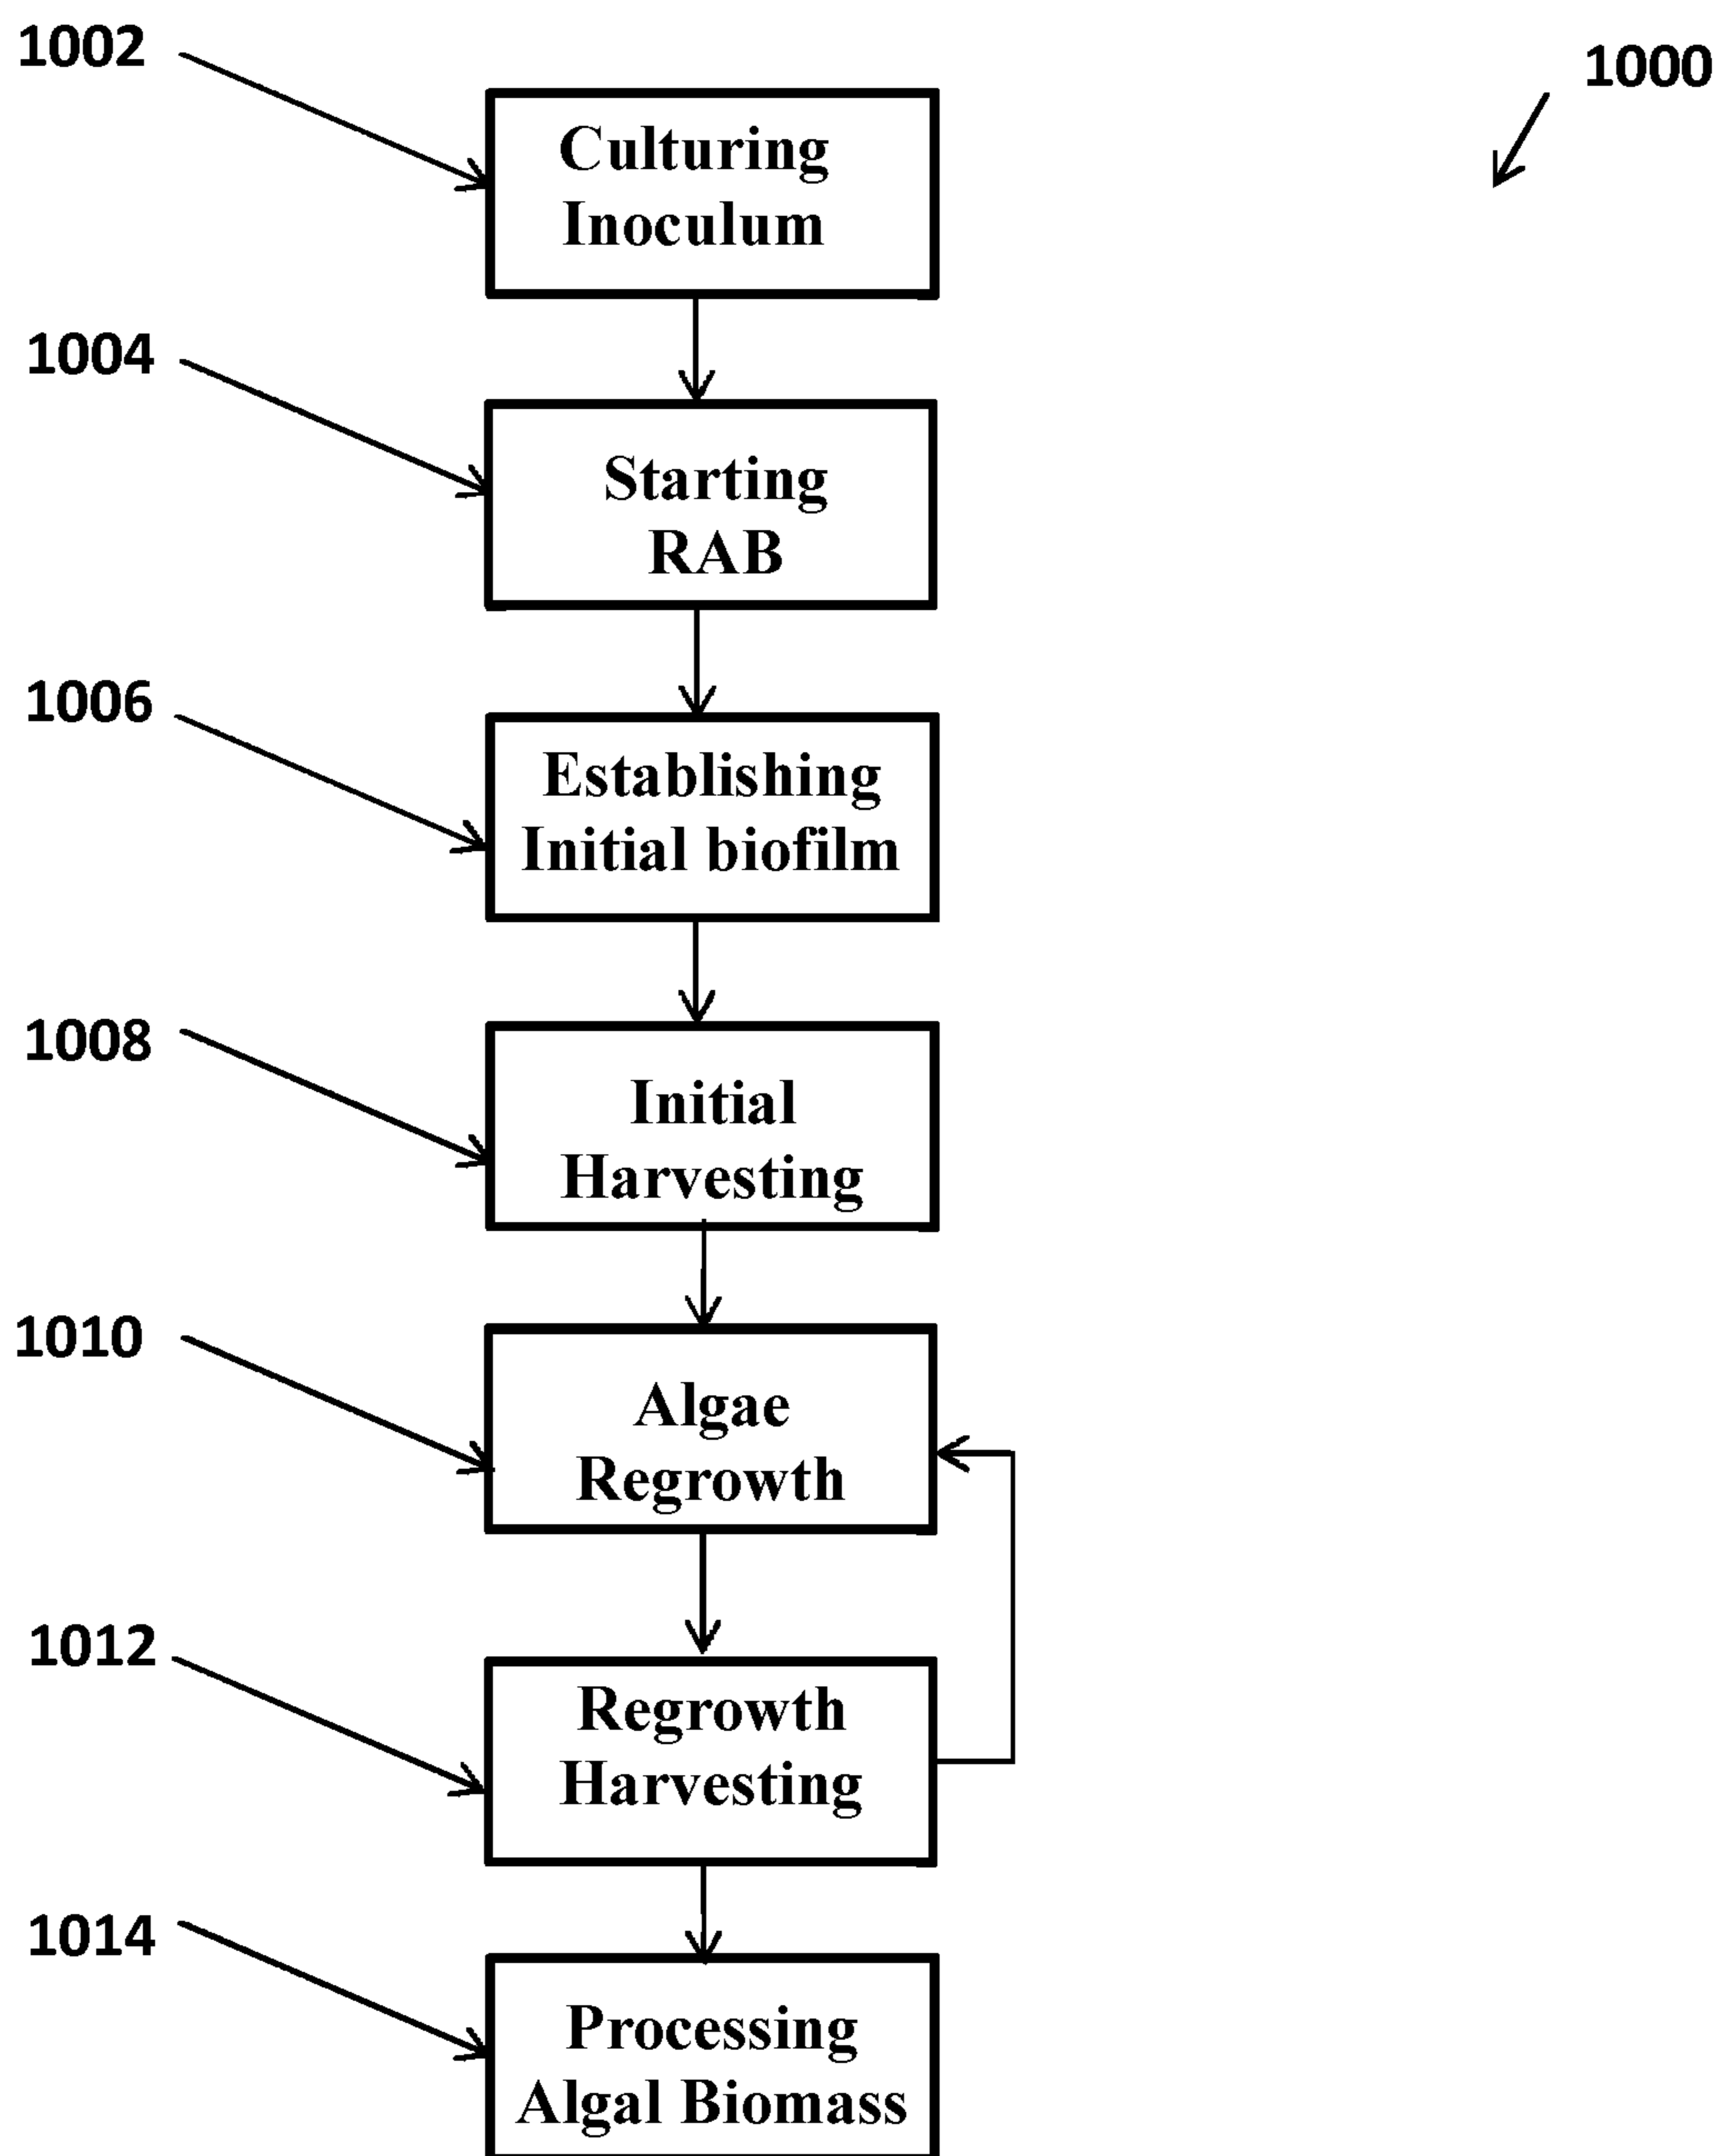 1002
1000
Culturing
Inoculum
1004
Starting
RAB
1006
Establishing
Initial biofilm
1008
Initial
Harvesting
1010
Algae
Regrowth
1012
Regrowth
Harvesting
1014
Processing
Algal Biomass